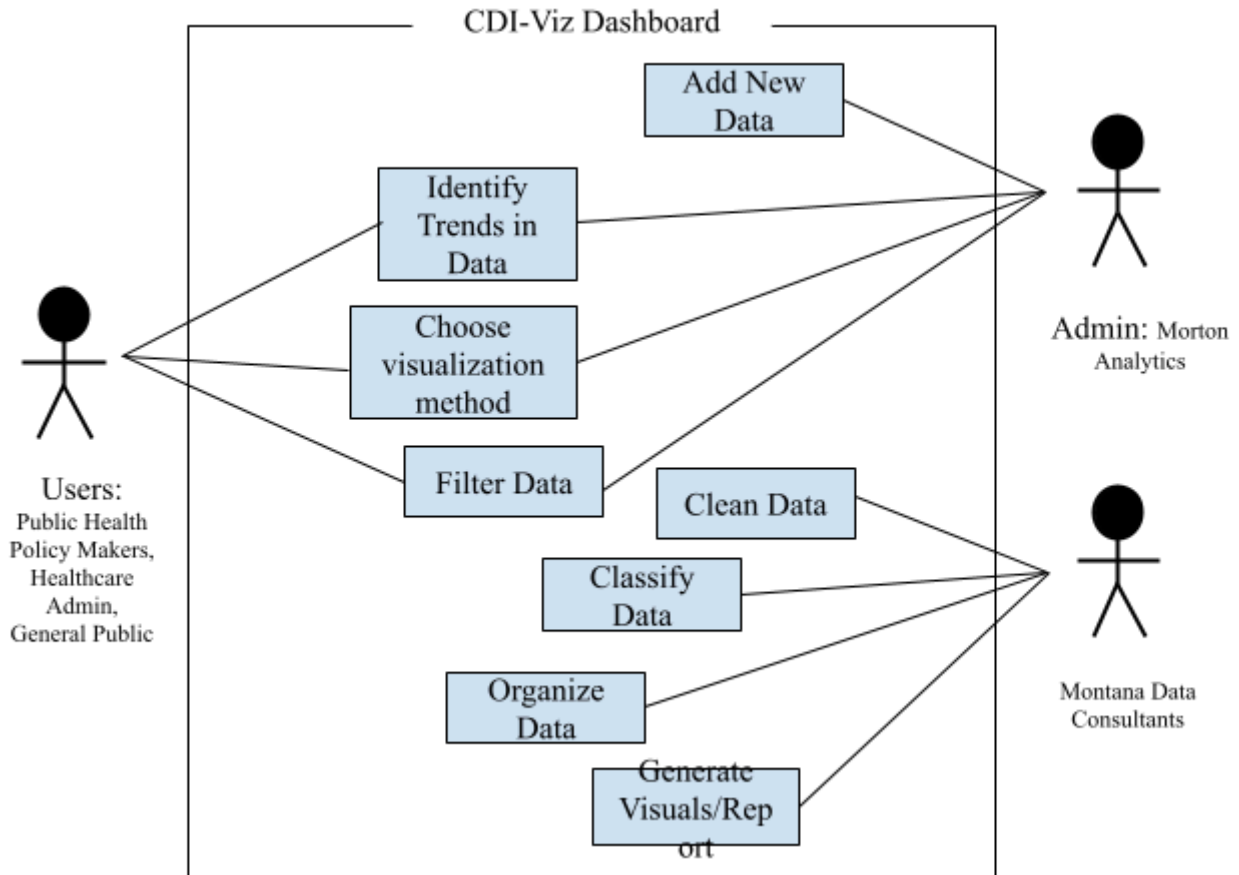 CDI-Viz Dashboard
Add New
Data
Identify
Trends in
Data
Choose
visualization
method
Filter Data
Clean Data
Classify
Data
Organize
Data
Generate
Visuals/Rep
ort
Users:
Public Health
Policy Makers,
Healthcare
Admin,
General Public
Admin: Morton
Analytics
Montana Data
Consultants